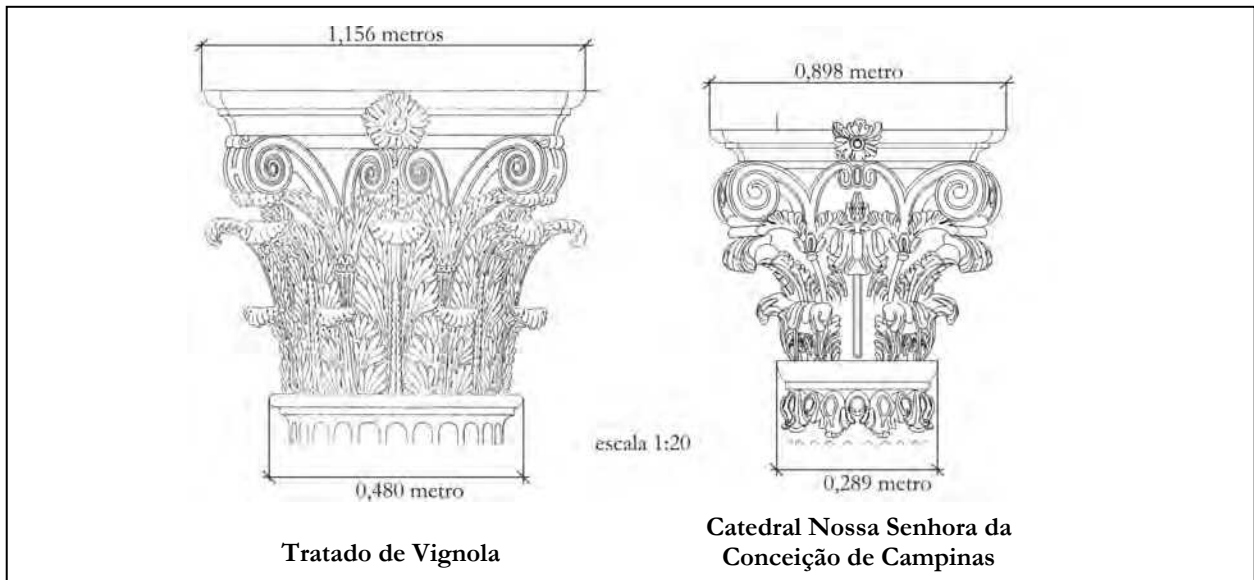 1,156 metros
0,898 metro
escala 1:20
0,480 metro
0,289 metro
Tratado de Vignola
Catedral Nossa Senhora da
Conceição de Campinas